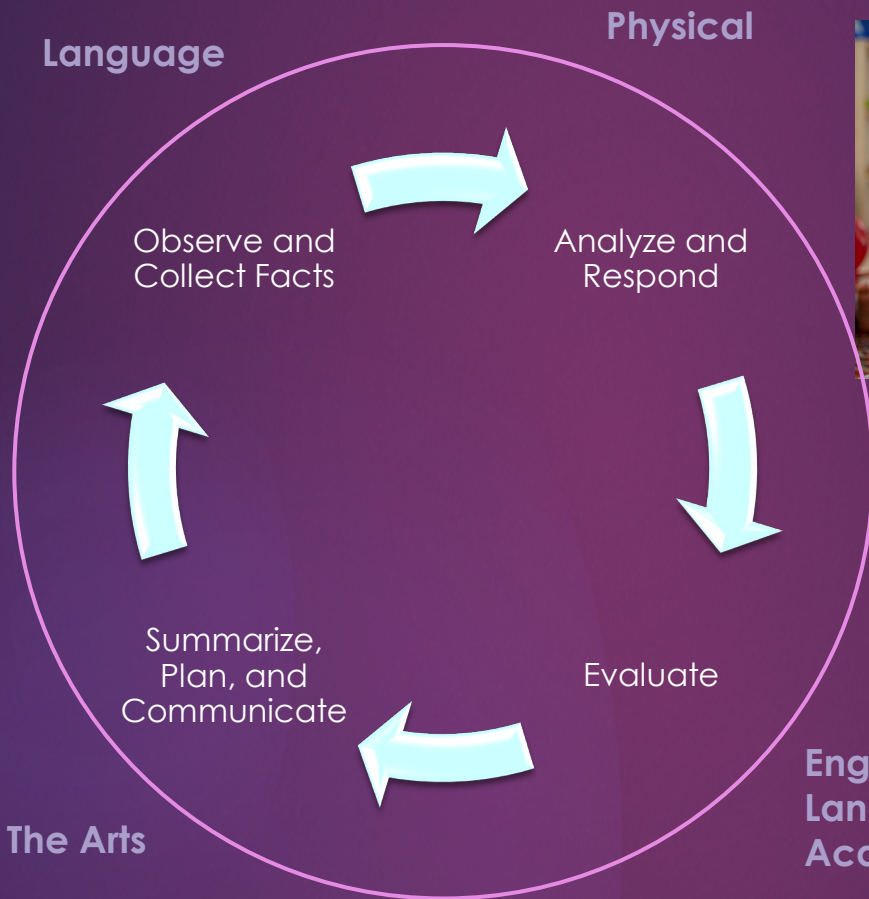 Language
Physical
Observe and
Collect Facts
Analyze and
Respond
Summarize,
Plan, and
Communicate
Evaluate
The Arts